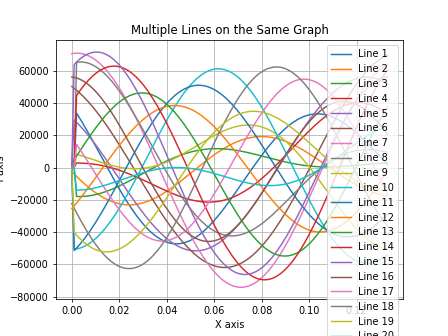 Multiple Lines on the Same Graph
80000
60000
40000
20000
0
−20000
−40000
−60000
−80000
0.00
0.02
0.04
0.06
0.08
0.10
X axis
Line 1
Line 2
Line 3
Line 4
Line 5
Line 6
Line 7
Line 8
Line 9
Line 10
Line 11
Line 12
Line 13
Line 14
Line 15
Line 16
Line 17
Line 18
Line 19
Line 20